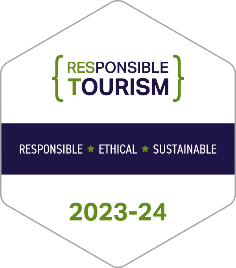 {RESPONSIBLE
TOURISM}
RESPONSIBLE ★ ETHICAL ★ SUSTAINABLE
2023-24